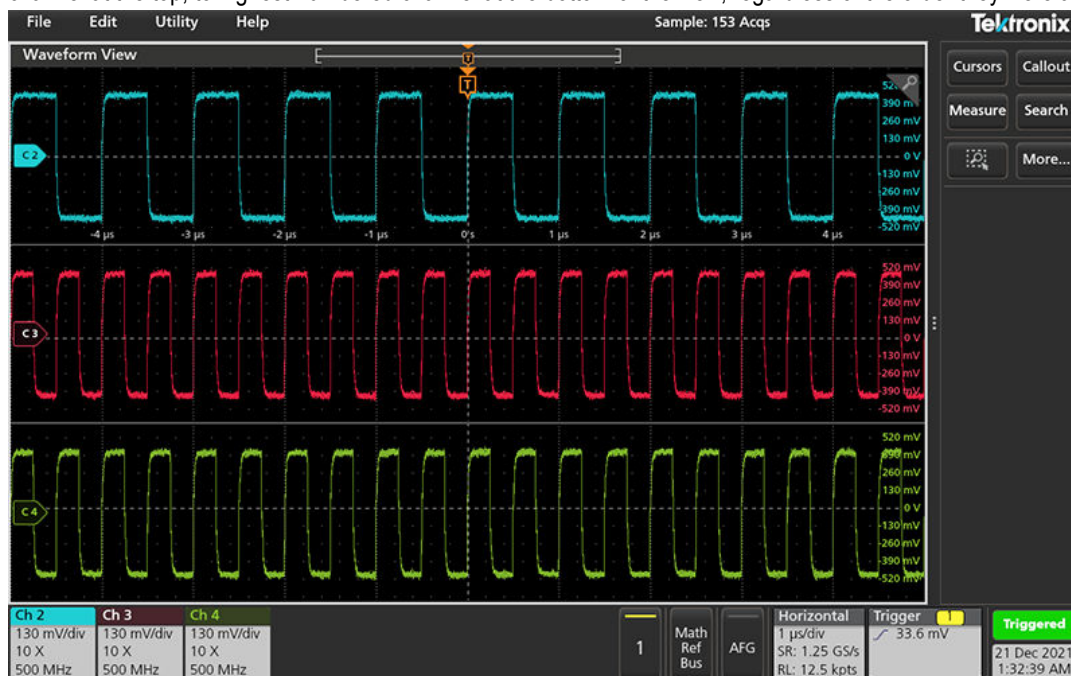 File Edit Utility Help Sample: 153 Acqs Tektronix
Waveform View
T
T
Cursors Callout
Measure Search
More...
C 2
390 m
260 mV
130 mV
0 V
-130 mV
-260 mV
-390 mV
-520 mV
-4 µs -3 µs -2 µs -1 µs 0 s 1 µs 2 µs 3 µs 4 µs
C 3
520 mV
390 mV
260 mV
130 mV
0 V
-130 mV
-260 mV
-390 mV
-520 mV
C 4
520 mV
390 mV
260 mV
130 mV
0 V
-130 mV
-260 mV
-390 mV
-520 mV
Ch 2
130 mV/div
10 X
500 MHz
Ch 3
130 mV/div
10 X
500 MHz
Ch 4
130 mV/div
10 X
500 MHz
1
Math
Ref
Bus
AFG
Horizontal
1 µs/div
SR: 1.25 GS/s
RL: 12.5 kpts
Trigger 1
33.6 mV
Triggered
21 Dec 2021
1:32:39 AM